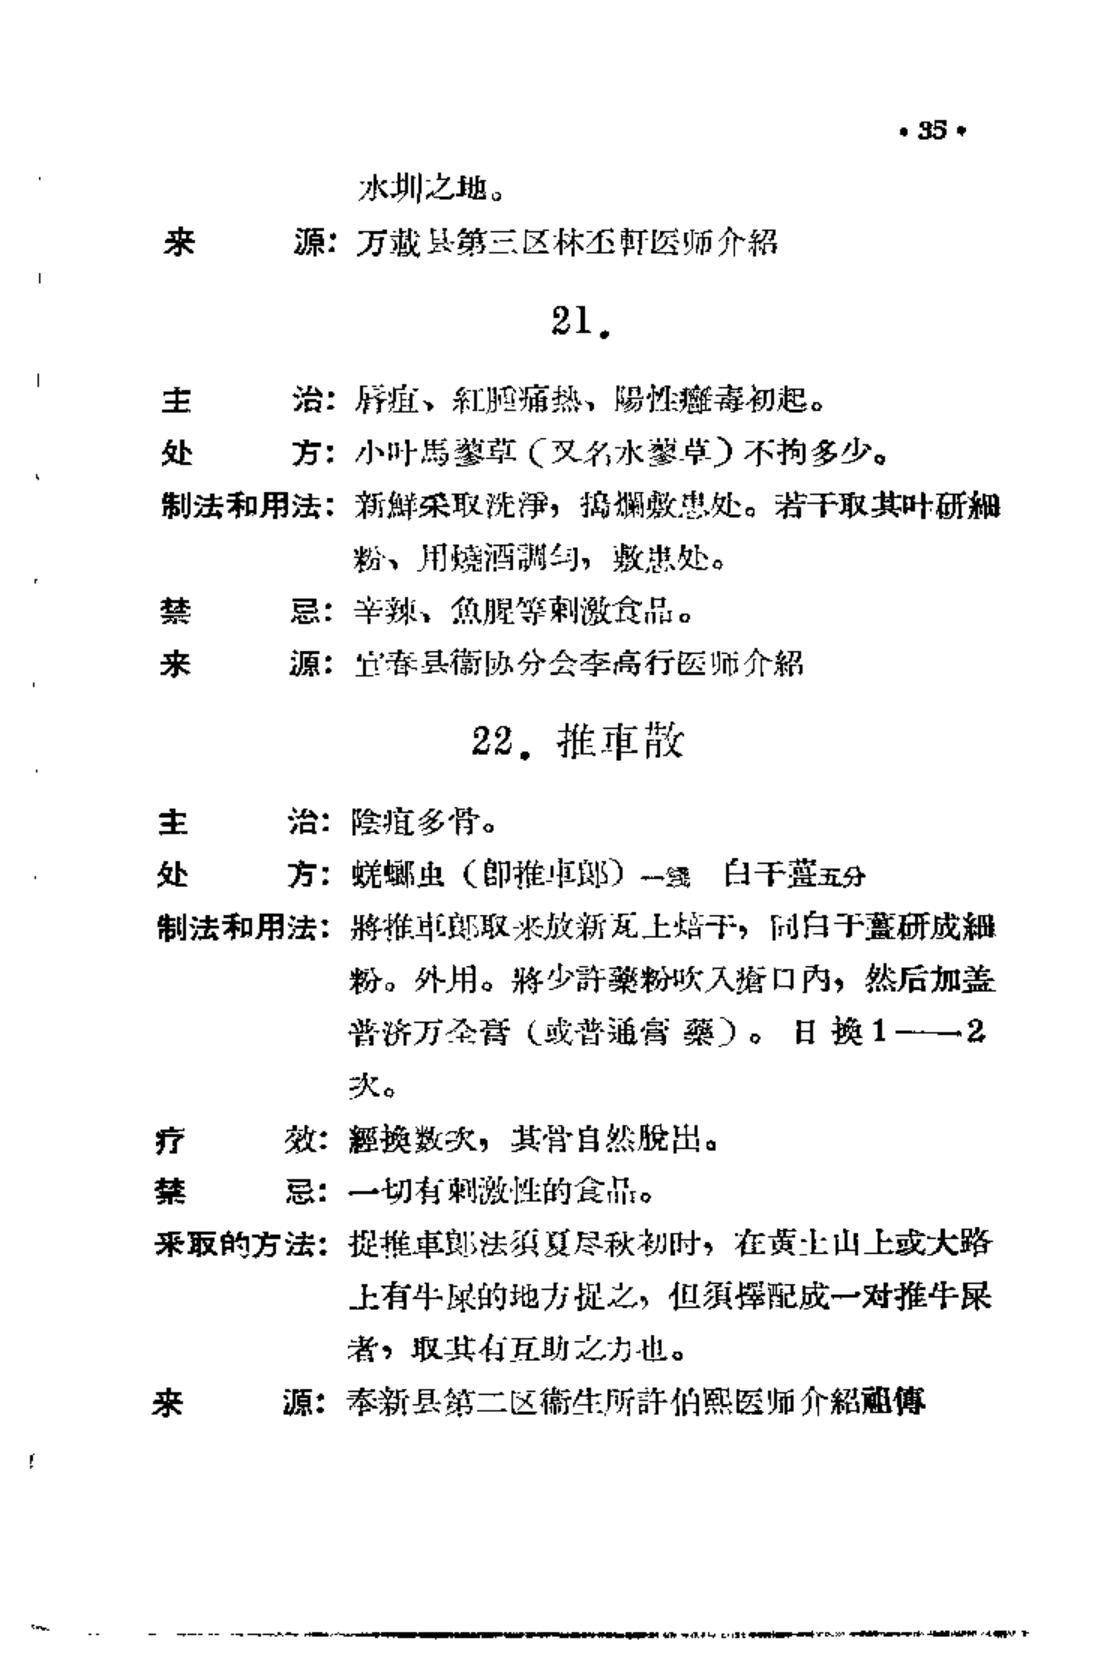 •35•
水圳之地。
来　　源：万載县第三区林丕軒医师介紹
21.
主　　治：唇疽、紅腫痛热、陽性癰毒初起。
处　　方：小叶馬蓼草（又名水蓼草）不拘多少。
制法和用法：新鮮采取洗淨，搗爛敷患处。若干取其叶研細
粉、用燒酒調匀，敷患处。
禁　　忌：辛辣、魚腥等刺激食品。
来　　源：宜春县衞协分会李高行医师介紹
22. 推車散
主　　治：陰疽多骨。
处　　方：蜣螂虫（卽推車郞）一錢　白干薑五分
制法和用法：將推車郞取来放新瓦上焙干，同白干薑研成細
粉。外用。將少許藥粉吹入瘡口內，然后加盖
普济万全膏（或普通膏藥）。日換1——2
次。
疗　　效：經換数次，其骨自然脫出。
禁　　忌：一切有刺激性的食品。
采取的方法：捉推車郞法須夏尽秋初时，在黄土山上或大路
上有牛屎的地方捉之，但須擇配成一对推牛屎
者，取其有互助之力也。
来　　源：奉新县第二区衞生所許伯熙医师介紹祖傳